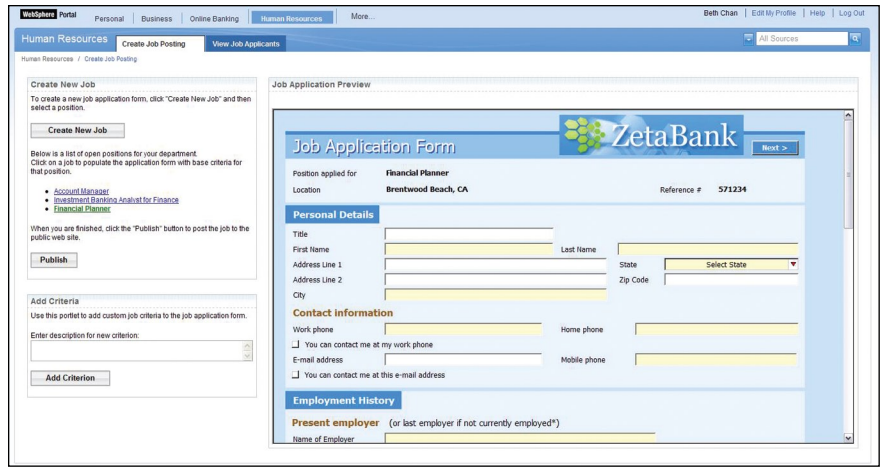 WebSphere Portal Personal Business Online Banking Human Resources More... Beth Chan Edit My Profile Help Log Out
Human Resources Create Job Posting View Job Applicants All Sources
Human Resources / Create Job Posting
Create New Job
To create a new job application form, click "Create New Job" and then
select a position.
Create New Job
Below is a list of open positions for your department.
Click on a job to populate the application form with base criteria for
that position.
Account Manager
Investment Banking Analyst for Finance
Financial Planner
When you are finished, click the "Publish" button to post the job to the
public web site.
Publish
Add Criteria
Use this portlet to add custom job criteria to the job application form.
Enter description for new criterion:
Add Criterion
Job Application Preview
Job Application Form ZetaBank Next >
Position applied for Financial Planner
Location Brentwood Beach, CA Reference # 571234
Personal Details
Title
First Name Last Name
Address Line 1 State Select State
Address Line 2 Zip Code
City
Contact information
Work phone Home phone
You can contact me at my work phone
E-mail address Mobile phone
You can contact me at this e-mail address
Employment History
Present employer (or last employer if not currently employed*)
Name of Employer